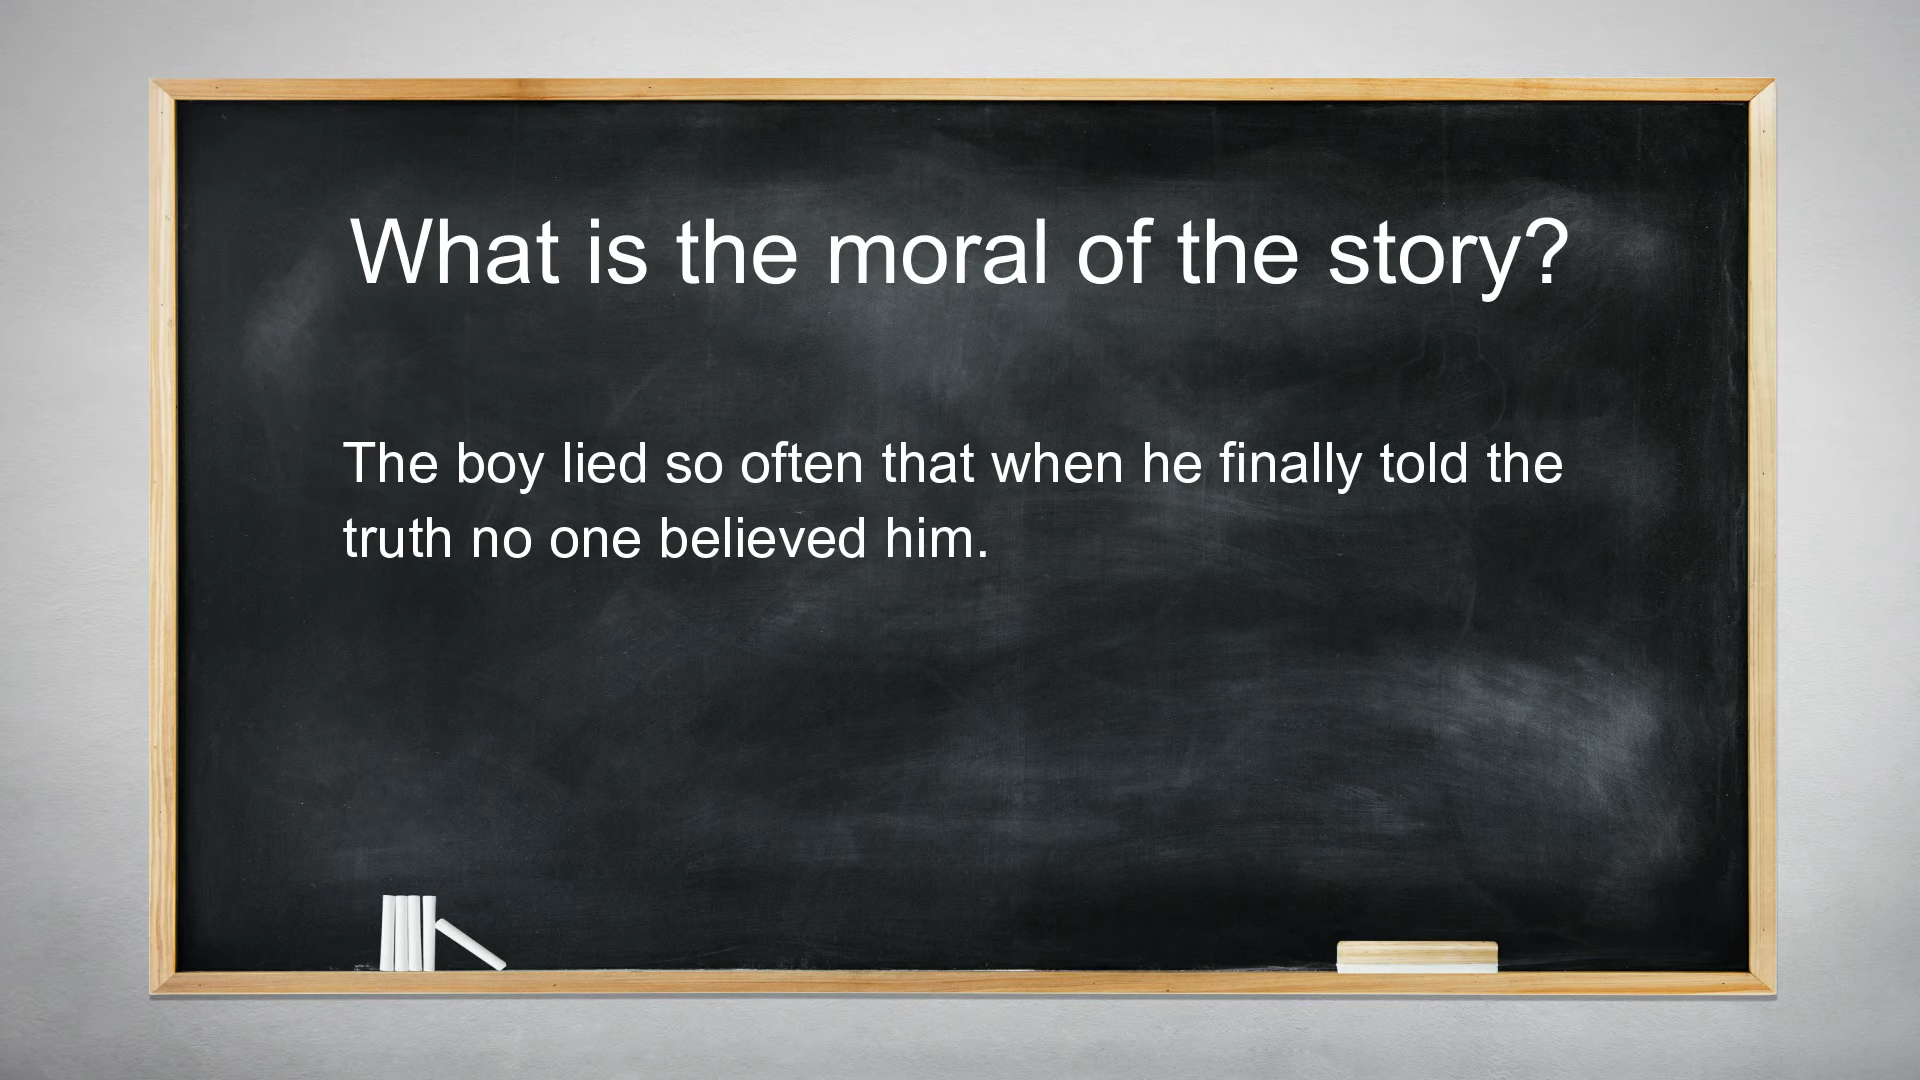 What is the moral of the story?
The boy lied so often that when he finally told the
truth no one believed him.